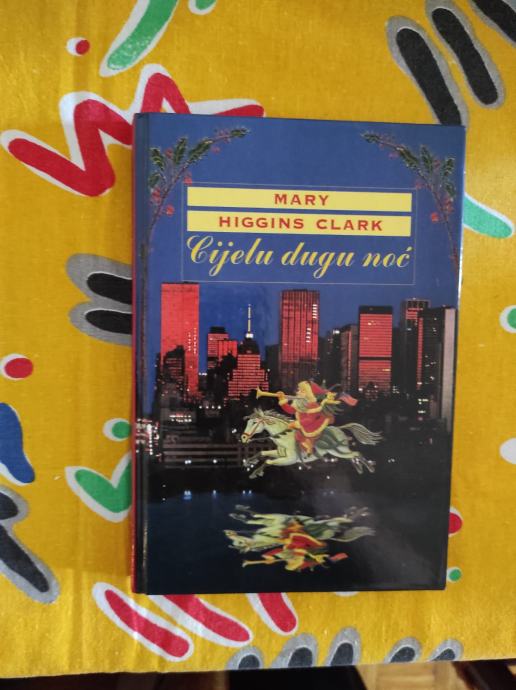 MARY
HIGGINS CLARK
Cijelu dugu noć